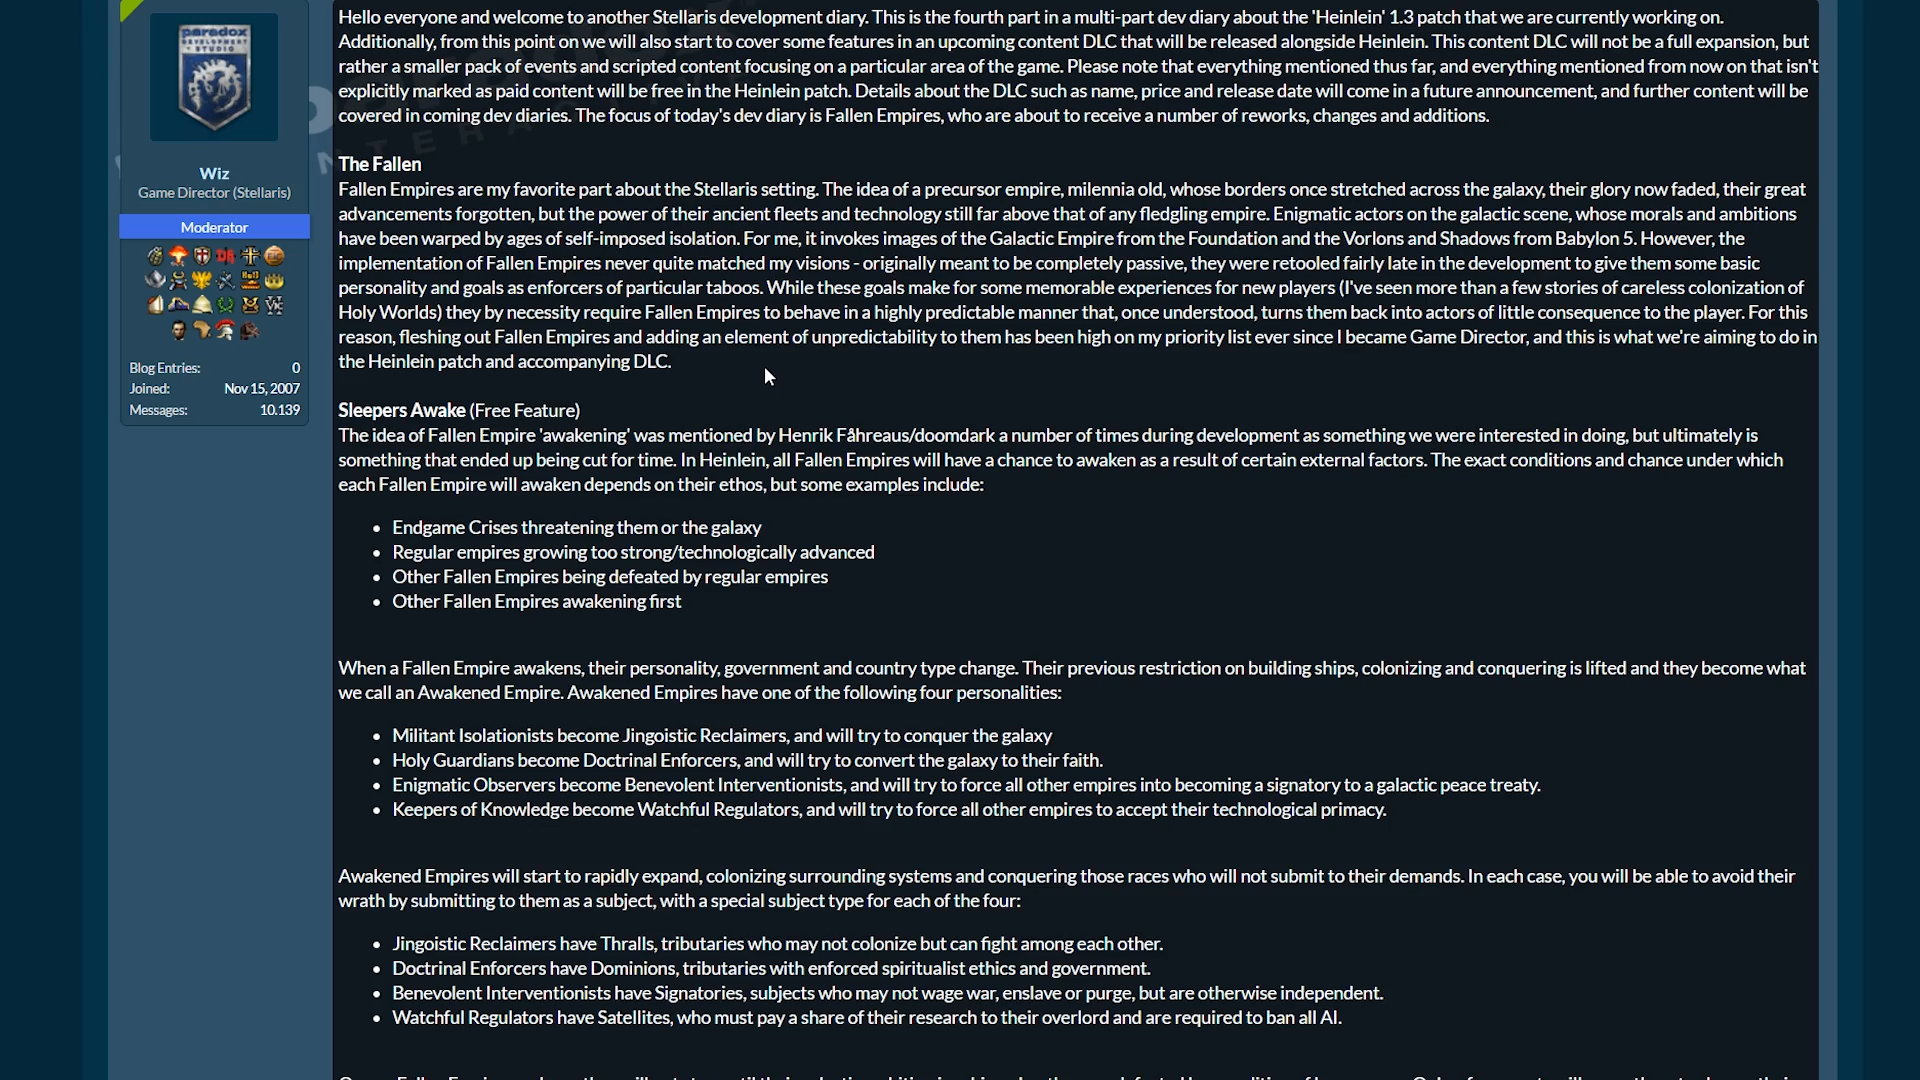 Hello everyone and welcome to another Stellaris development diary. This is the fourth part in a multi-part dev diary about the 'Heinlein' 1.3 patch that we are currently working on.
Additionally, from this point on we will also start to cover some features in an upcoming content DLC that will be released alongside Heinlein. This content DLC will not be a full expansion, but
rather a smaller pack of events and scripted content focusing on a particular area of the game. Please note that everything mentioned thus far, and everything mentioned from now on that isn't
explicitly marked as paid content will be free in the Heinlein patch. Details about the DLC such as name, price and release date will come in a future announcement, and further content will be
covered in coming dev diaries. The focus of today's dev diary is Fallen Empires, who are about to receive a number of reworks, changes and additions.
paradox
DEVELOPMENT
STUDIO
Wiz
Game Director (Stellaris)
Moderator
Blog Entries: 0
Joined: Nov 15, 2007
Messages: 10.139
The Fallen
Fallen Empires are my favorite part about the Stellaris setting. The idea of a precursor empire, milennia old, whose borders once stretched across the galaxy, their glory now faded, their great
advancements forgotten, but the power of their ancient fleets and technology still far above that of any fledgling empire. Enigmatic actors on the galactic scene, whose morals and ambitions
have been warped by ages of self-imposed isolation. For me, it invokes images of the Galactic Empire from the Foundation and the Vorlons and Shadows from Babylon 5. However, the
implementation of Fallen Empires never quite matched my visions - originally meant to be completely passive, they were retooled fairly late in the development to give them some basic
personality and goals as enforcers of particular taboos. While these goals make for some memorable experiences for new players (I've seen more than a few stories of careless colonization of
Holy Worlds) they by necessity require Fallen Empires to behave in a highly predictable manner that, once understood, turns them back into actors of little consequence to the player. For this
reason, fleshing out Fallen Empires and adding an element of unpredictability to them has been high on my priority list ever since I became Game Director, and this is what we're aiming to do in
the Heinlein patch and accompanying DLC.
Sleepers Awake (Free Feature)
The idea of Fallen Empire 'awakening' was mentioned by Henrik Fåhreaus/doomdark a number of times during development as something we were interested in doing, but ultimately is
something that ended up being cut for time. In Heinlein, all Fallen Empires will have a chance to awaken as a result of certain external factors. The exact conditions and chance under which
each Fallen Empire will awaken depends on their ethos, but some examples include:
• Endgame Crises threatening them or the galaxy
• Regular empires growing too strong/technologically advanced
• Other Fallen Empires being defeated by regular empires
• Other Fallen Empires awakening first
When a Fallen Empire awakens, their personality, government and country type change. Their previous restriction on building ships, colonizing and conquering is lifted and they become what
we call an Awakened Empire. Awakened Empires have one of the following four personalities:
• Militant Isolationists become Jingoistic Reclaimers, and will try to conquer the galaxy
• Holy Guardians become Doctrinal Enforcers, and will try to convert the galaxy to their faith.
• Enigmatic Observers become Benevolent Interventionists, and will try to force all other empires into becoming a signatory to a galactic peace treaty.
• Keepers of Knowledge become Watchful Regulators, and will try to force all other empires to accept their technological primacy.
Awakened Empires will start to rapidly expand, colonizing surrounding systems and conquering those races who will not submit to their demands. In each case, you will be able to avoid their
wrath by submitting to them as a subject, with a special subject type for each of the four:
• Jingoistic Reclaimers have Thralls, tributaries who may not colonize but can fight among each other.
• Doctrinal Enforcers have Dominions, tributaries with enforced spiritualist ethics and government.
• Benevolent Interventionists have Signatories, subjects who may not wage war, enslave or purge, but are otherwise independent.
• Watchful Regulators have Satellites, who must pay a share of their research to their overlord and are required to ban all AI.